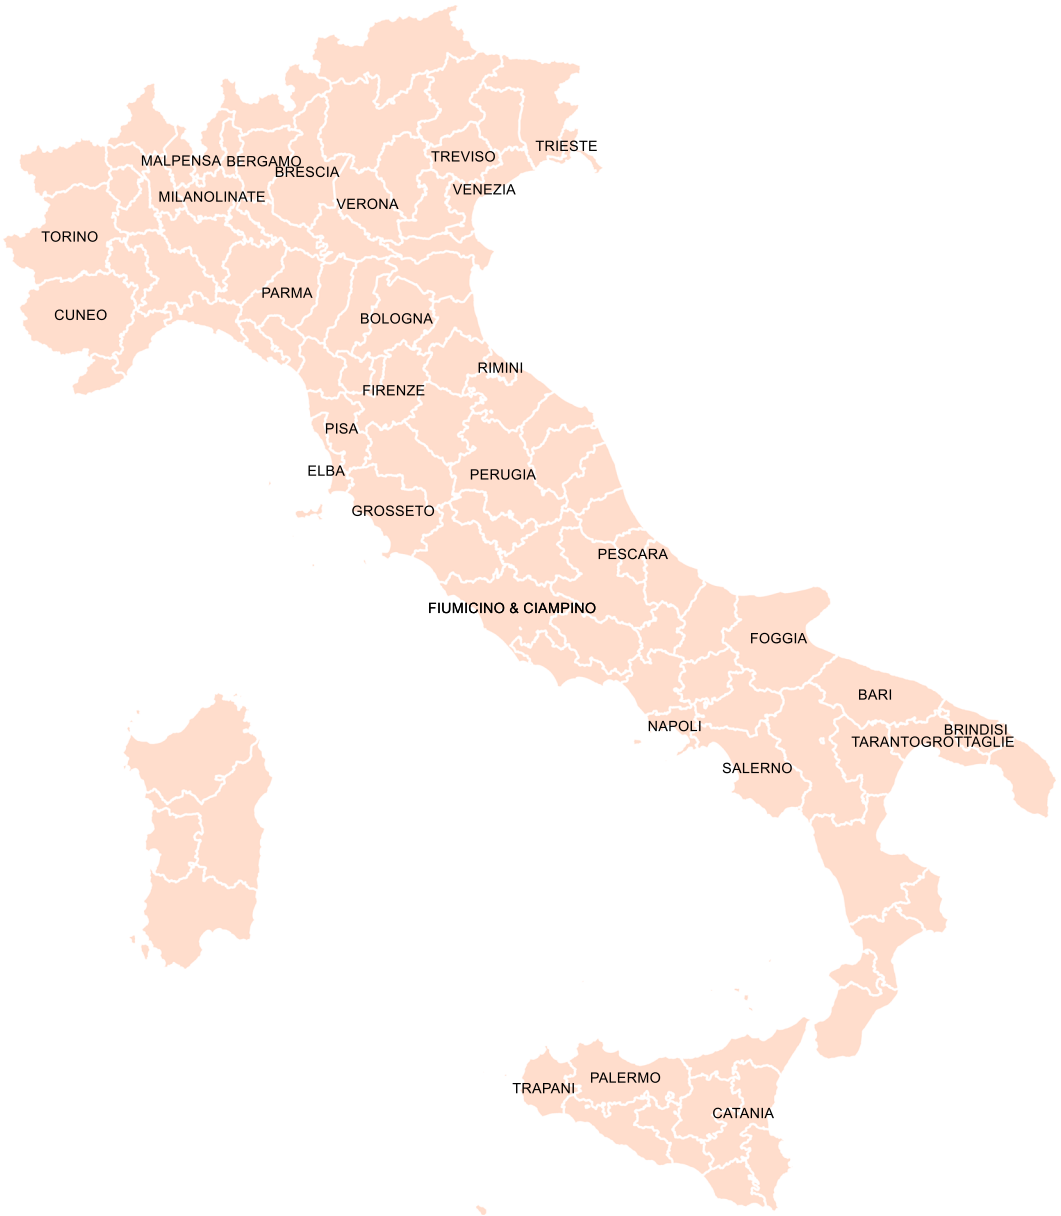 TRIESTE
TREVISO
MALPENSA
BERGAMO
BRESCIA
VENEZIA
MILANOLINATE
VERONA
TORINO
PARMA
CUNEO
BOLOGNA
RIMINI
FIRENZE
PISA
ELBA
PERUGIA
GROSSETO
PESCARA
FIUMICINO & CIAMPINO
FOGGIA
BARI
NAPOLI
BRINDISI
TARANTOGROTTAGLIE
SALERNO
PALERMO
TRAPANI
CATANIA